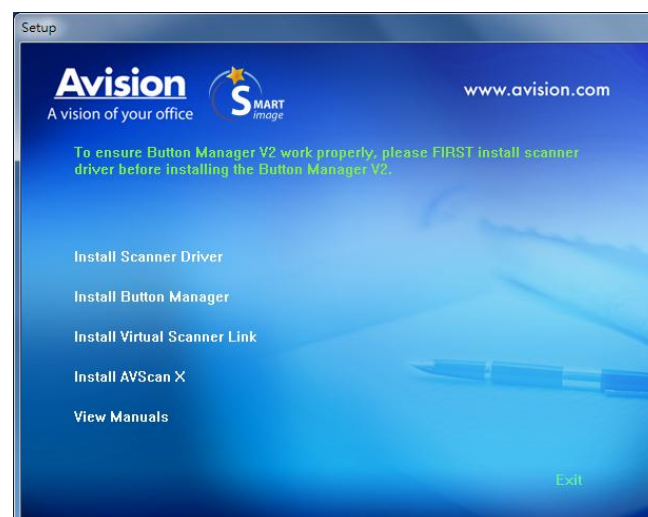 Setup
Avision
A vision of your office
SMART
image
www.avision.com
To ensure Button Manager V2 work properly, please FIRST install scanner
driver before installing the Button Manager V2.
Install Scanner Driver
Install Button Manager
Install Virtual Scanner Link
Install AVScan X
View Manuals
Exit